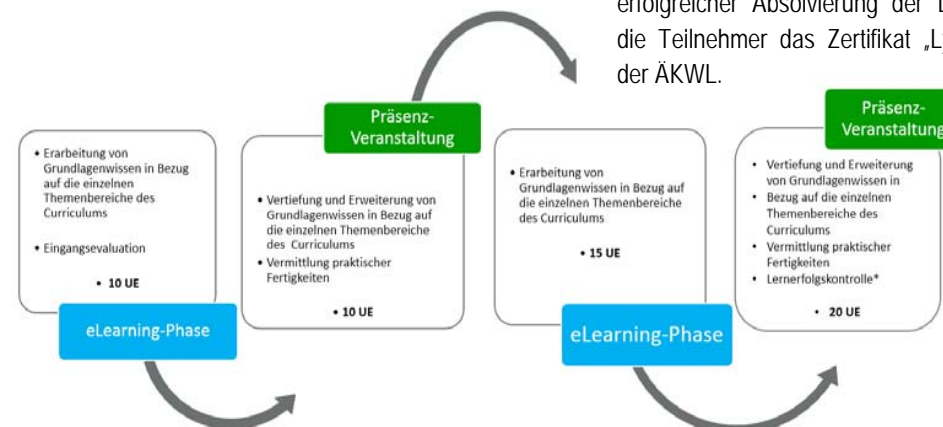 erfolgreicher Absolvierung der
die Teilnehmer das Zertifikat
der ÄKWL.
• Erarbeitung von
Grundlagenwissen in Bezug
auf die einzelnen
Themenbereiche des
Curriculums
• Eingangsevaluation
• 10 UE
eLearning-Phase
Präsenz-
Veranstaltung
• Vertiefung und Erweiterung von
Grundlagenwissen in Bezug auf
die einzelnen Themenbereiche
des Curriculums
• Vermittlung praktischer
Fertigkeiten
• 10 UE
• Erarbeitung von
Grundlagenwissen in Bezug auf
die einzelnen Themenbereiche
des Curriculums
• 15 UE
eLearning-Phase
Präsenz-
Veranstaltung
• Vertiefung und Erweiterung
von Grundlagenwissen in
• Bezug auf die einzelnen
Themenbereiche des
Curriculums
• Vermittlung praktischer
Fertigkeiten
• Lernerfolgskontrolle*
• 20 UE